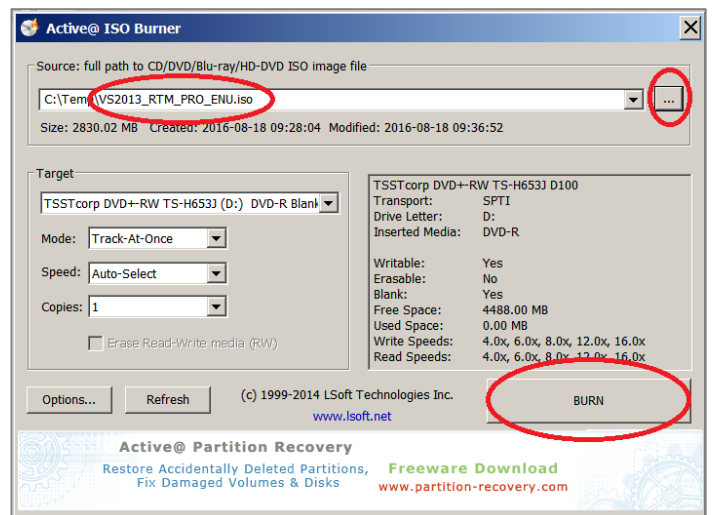 Active@ ISO Burner
Source: full path to CD/DVD/Blu-ray/HD-DVD ISO image file
C:\Temp\VS2013_RTM_PRO_ENU.iso
...
Size: 2830.02 MB Created: 2016-08-18 09:28:04 Modified: 2016-08-18 09:36:52
Target
TSSTcorp DVD+-RW TS-H653J (D:) DVD-R Blank
Mode: Track-At-Once
Speed: Auto-Select
Copies: 1
Erase Read-Write media (RW)
TSSTcorp DVD+-RW TS-H653J D100
Transport: SPTI
Drive Letter: D:
Inserted Media: DVD-R
Writable: Yes
Erasable: No
Blank: Yes
Free Space: 4488.00 MB
Used Space: 0.00 MB
Write Speeds: 4.0x, 6.0x, 8.0x, 12.0x, 16.0x
Read Speeds: 4.0x, 6.0x, 8.0x, 12.0x, 16.0x
Options...
Refresh
(c) 1999-2014 LSoft Technologies Inc.
www.lsoft.net
BURN
Active@ Partition Recovery
Restore Accidentally Deleted Partitions,
Fix Damaged Volumes & Disks
Freeware Download
www.partition-recovery.com